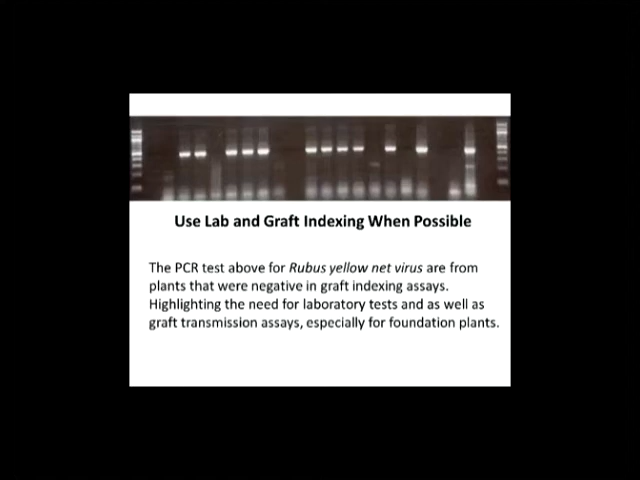 Use Lab and Graft Indexing When Possible
The PCR test above for Rubus yellow net virus are from
plants that were negative in graft indexing assays.
Highlighting the need for laboratory tests and as well as
graft transmission assays, especially for foundation plants.